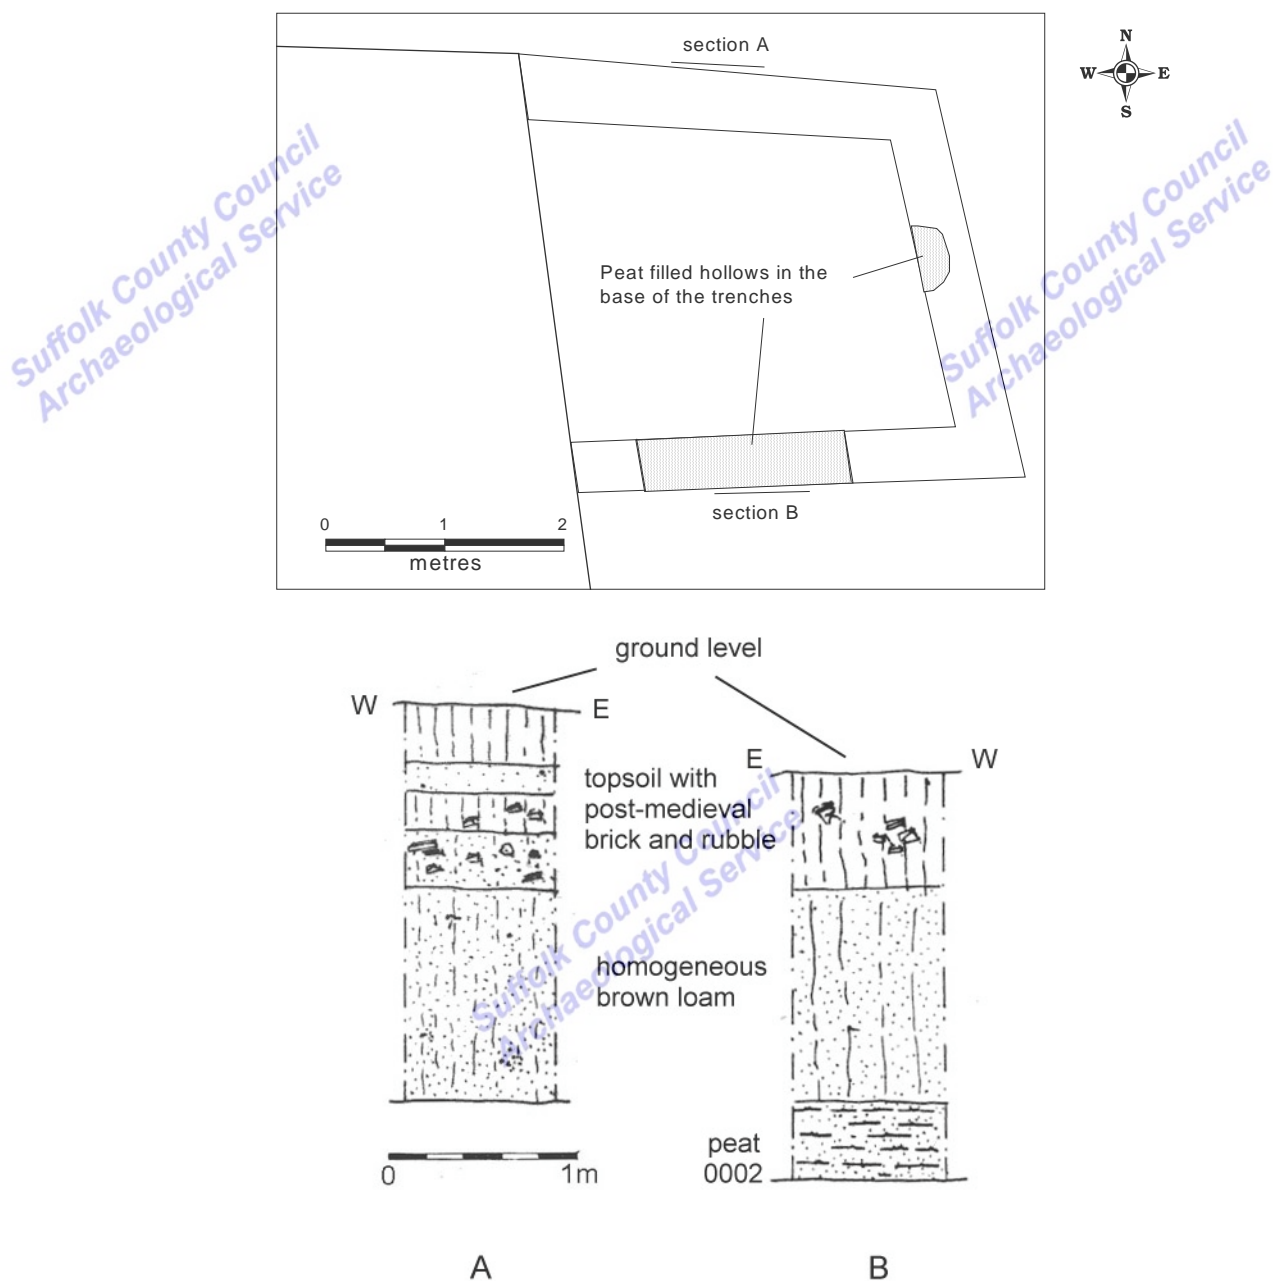 section A
N
W E
S
Suffolk County Council
Archaeological Service
Suffolk County Council
Archaeological Service
Peat filled hollows in the
base of the trenches
section B
0 1 2
metres
ground level
W E
E W
topsoil with
post-medieval
brick and rubble
Suffolk County Council
Archaeological Service
homogeneous
brown loam
peat
0002
0 1m
A B